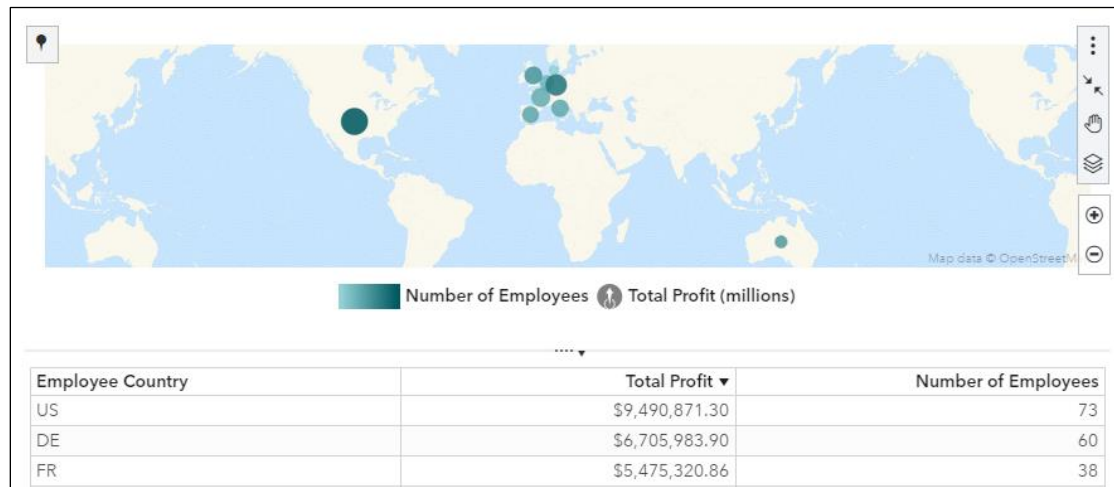 Map data © OpenStreetM
Number of Employees Total Profit (millions)
Employee Country Total Profit ▼ Number of Employees
US $9,490,871.30 73
DE $6,705,983.90 60
FR $5,475,320.86 38